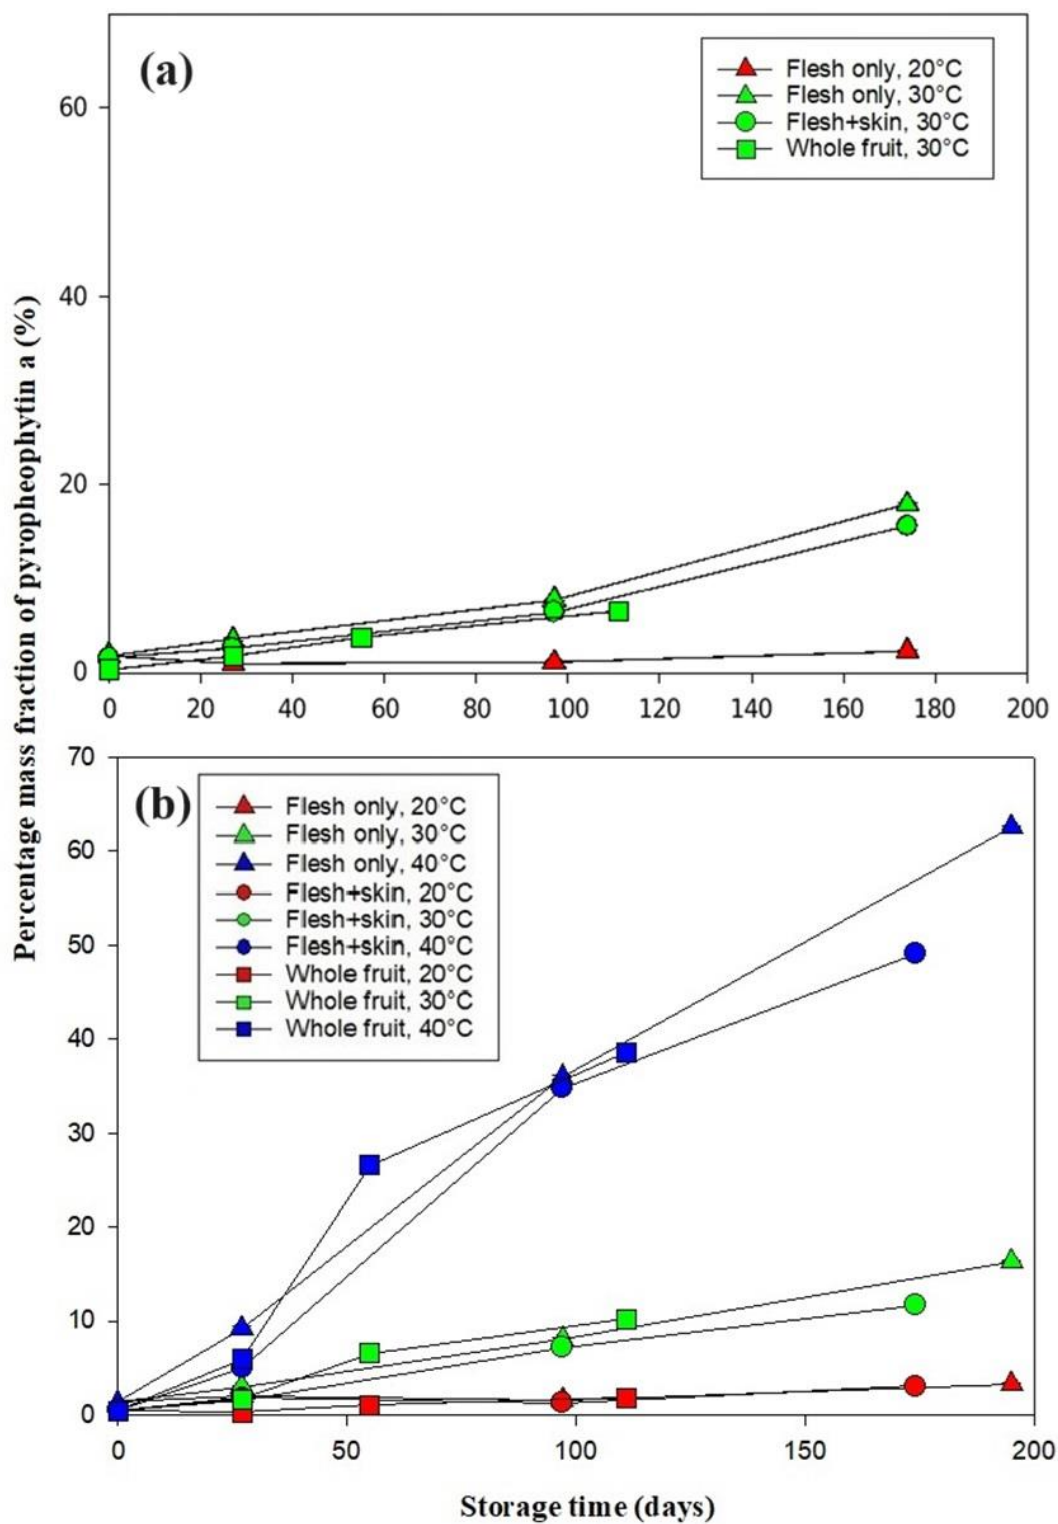 (a)
Flesh only, 20°C
Flesh only, 30°C
Flesh+skin, 30°C
Whole fruit, 30°C
60
40
20
0
0 20 40 60 80 100 120 140 160 180 200
Percentage mass fraction of pyropheophytin a (%)
(b)
Flesh only, 20°C
Flesh only, 30°C
Flesh only, 40°C
Flesh+skin, 20°C
Flesh+skin, 30°C
Flesh+skin, 40°C
Whole fruit, 20°C
Whole fruit, 30°C
Whole fruit, 40°C
70
60
50
40
30
20
10
0
0 50 100 150 200
Storage time (days)